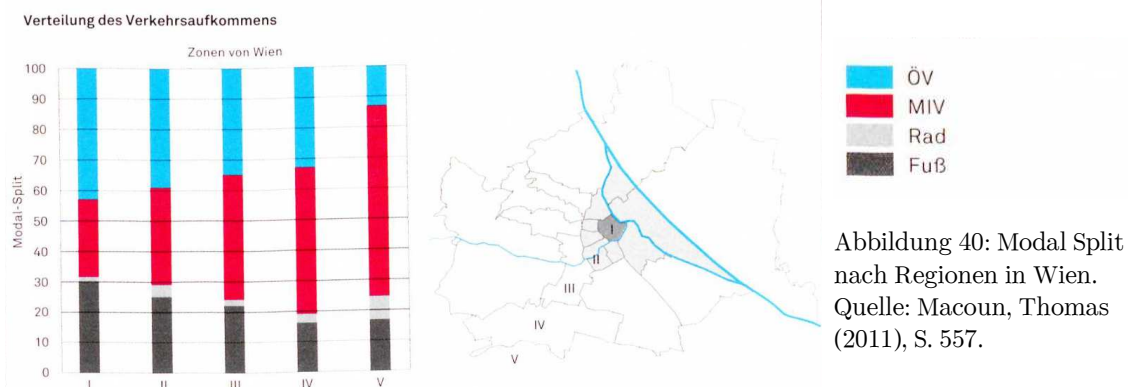 Verteilung des Verkehrsaufkommens
Zonen von Wien
Modal-Split
100
90
80
70
60
50
40
30
20
10
0
I
II
III
IV
V
I
II
III
IV
V
ÖV
MIV
Rad
Fuß
Abbildung 40: Modal Split
nach Regionen in Wien.
Quelle: Macoun, Thomas
(2011), S. 557.